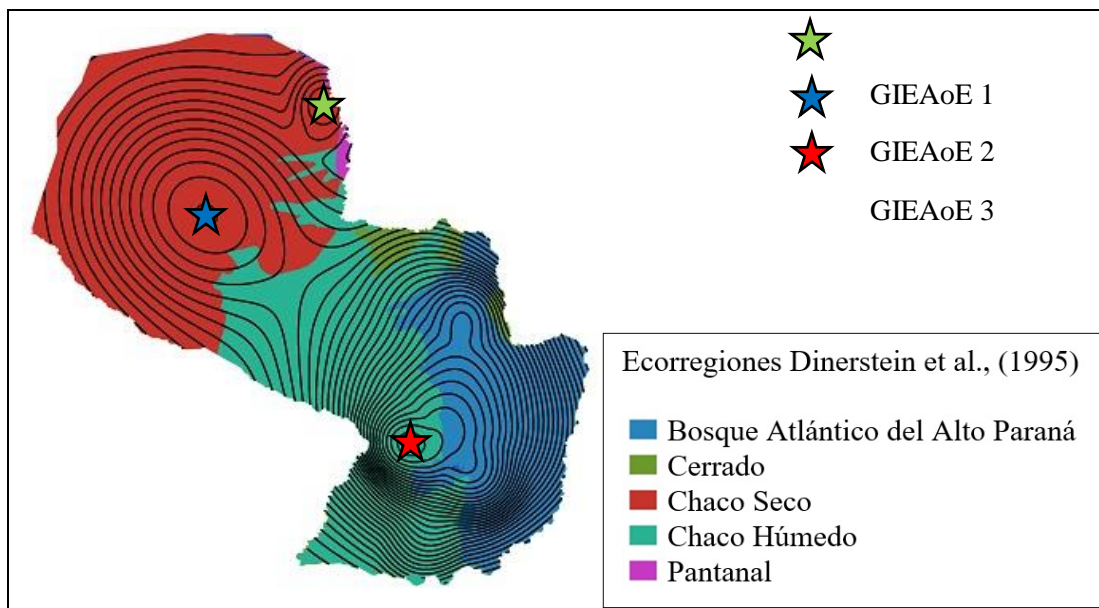 GIEAoE 1
GIEAoE 2
GIEAoE 3
Ecorregiones Dinerstein et al., (1995)
Bosque Atlántico del Alto Paraná
Cerrado
Chaco Seco
Chaco Húmedo
Pantanal